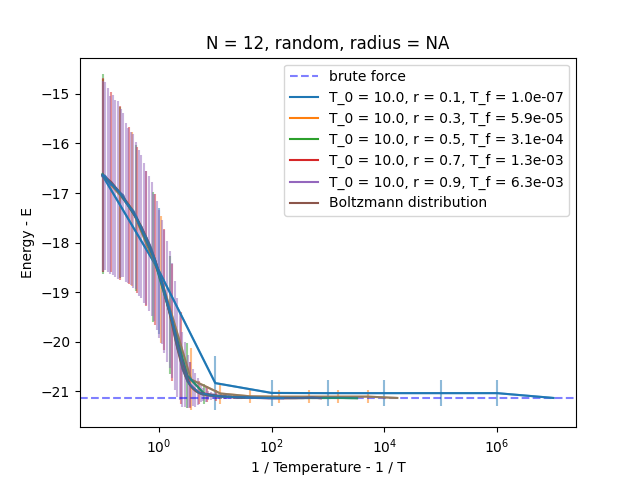 N = 12, random, radius = NA
brute force
T_0 = 10.0, r = 0.1, T_f = 1.0e-07
T_0 = 10.0, r = 0.3, T_f = 5.9e-05
T_0 = 10.0, r = 0.5, T_f = 3.1e-04
T_0 = 10.0, r = 0.7, T_f = 1.3e-03
T_0 = 10.0, r = 0.9, T_f = 6.3e-03
Boltzmann distribution
Energy - E
−15
−16
−17
−18
−19
−20
−21
10⁰ 10² 10⁴ 10⁶
1 / Temperature - 1 / T